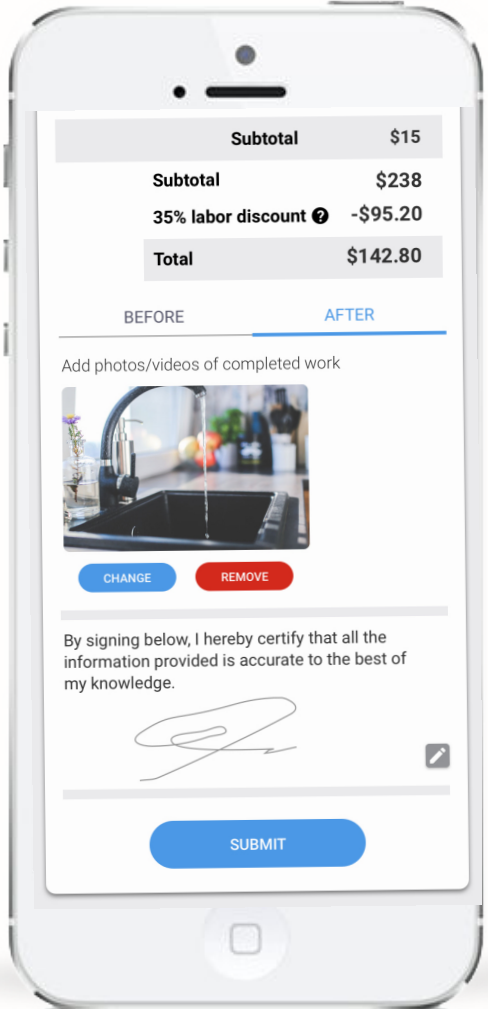 Subtotal $15
Subtotal $238
35% labor discount ? -$95.20
Total $142.80
BEFORE AFTER
Add photos/videos of completed work
CHANGE REMOVE
By signing below, I hereby certify that all the
information provided is accurate to the best of
my knowledge.
SUBMIT